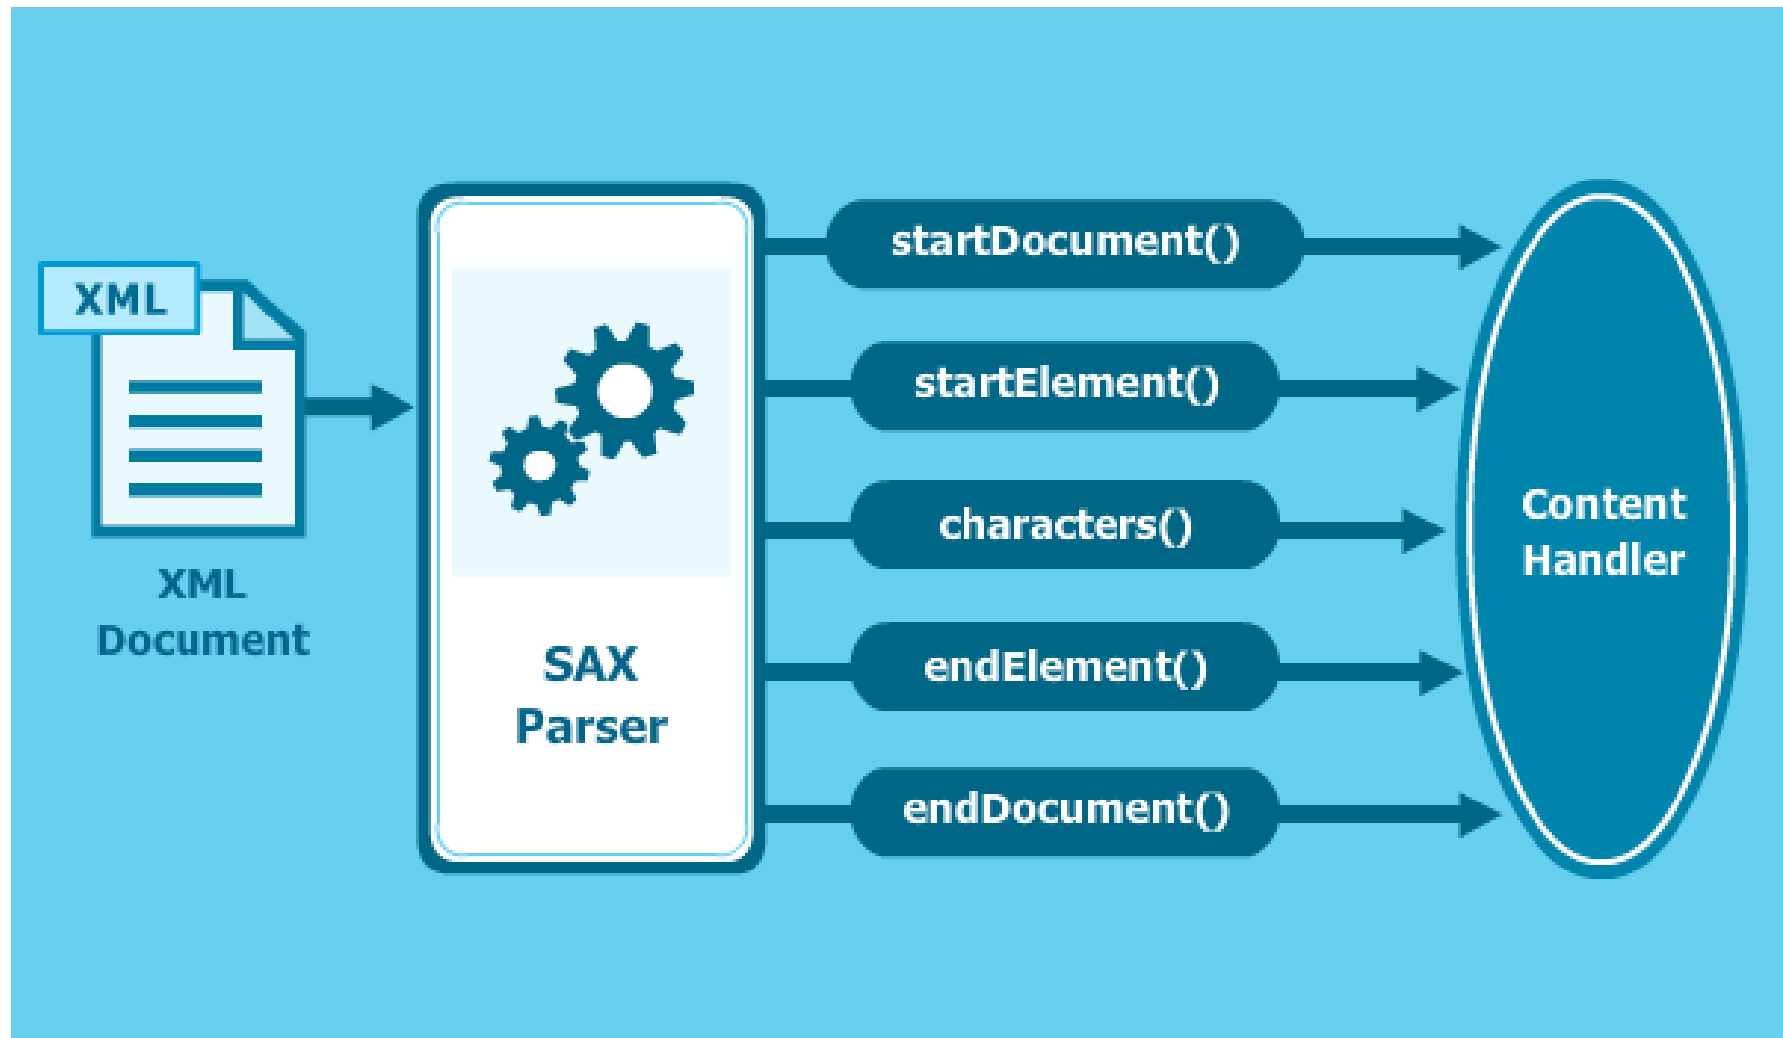 XML
XML
Document
SAX
Parser
startDocument()
startElement()
characters()
endElement()
endDocument()
Content
Handler